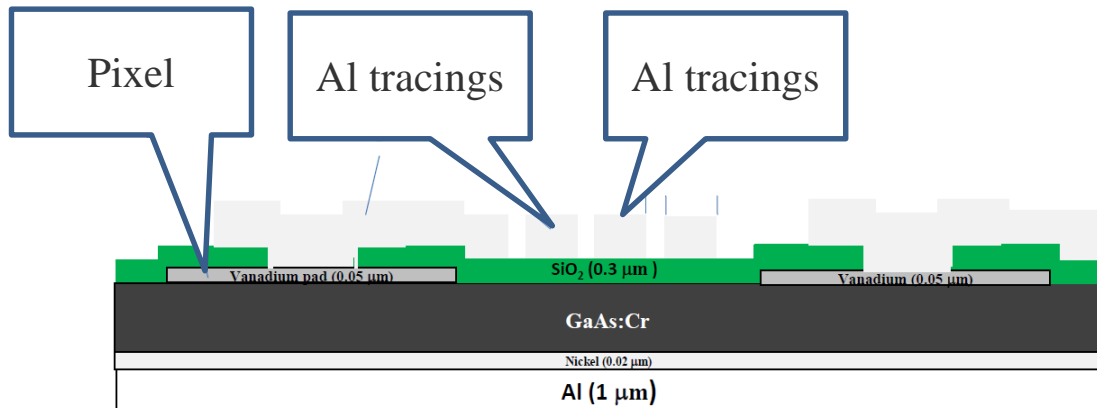 Pixel
Al tracings
Al tracings
Vanadium pad (0.05 µm)
SiO₂ (0.3 µm )
Vanadium (0.05 µm)
GaAs:Cr
Nickel (0.02 µm)
Al (1 µm)